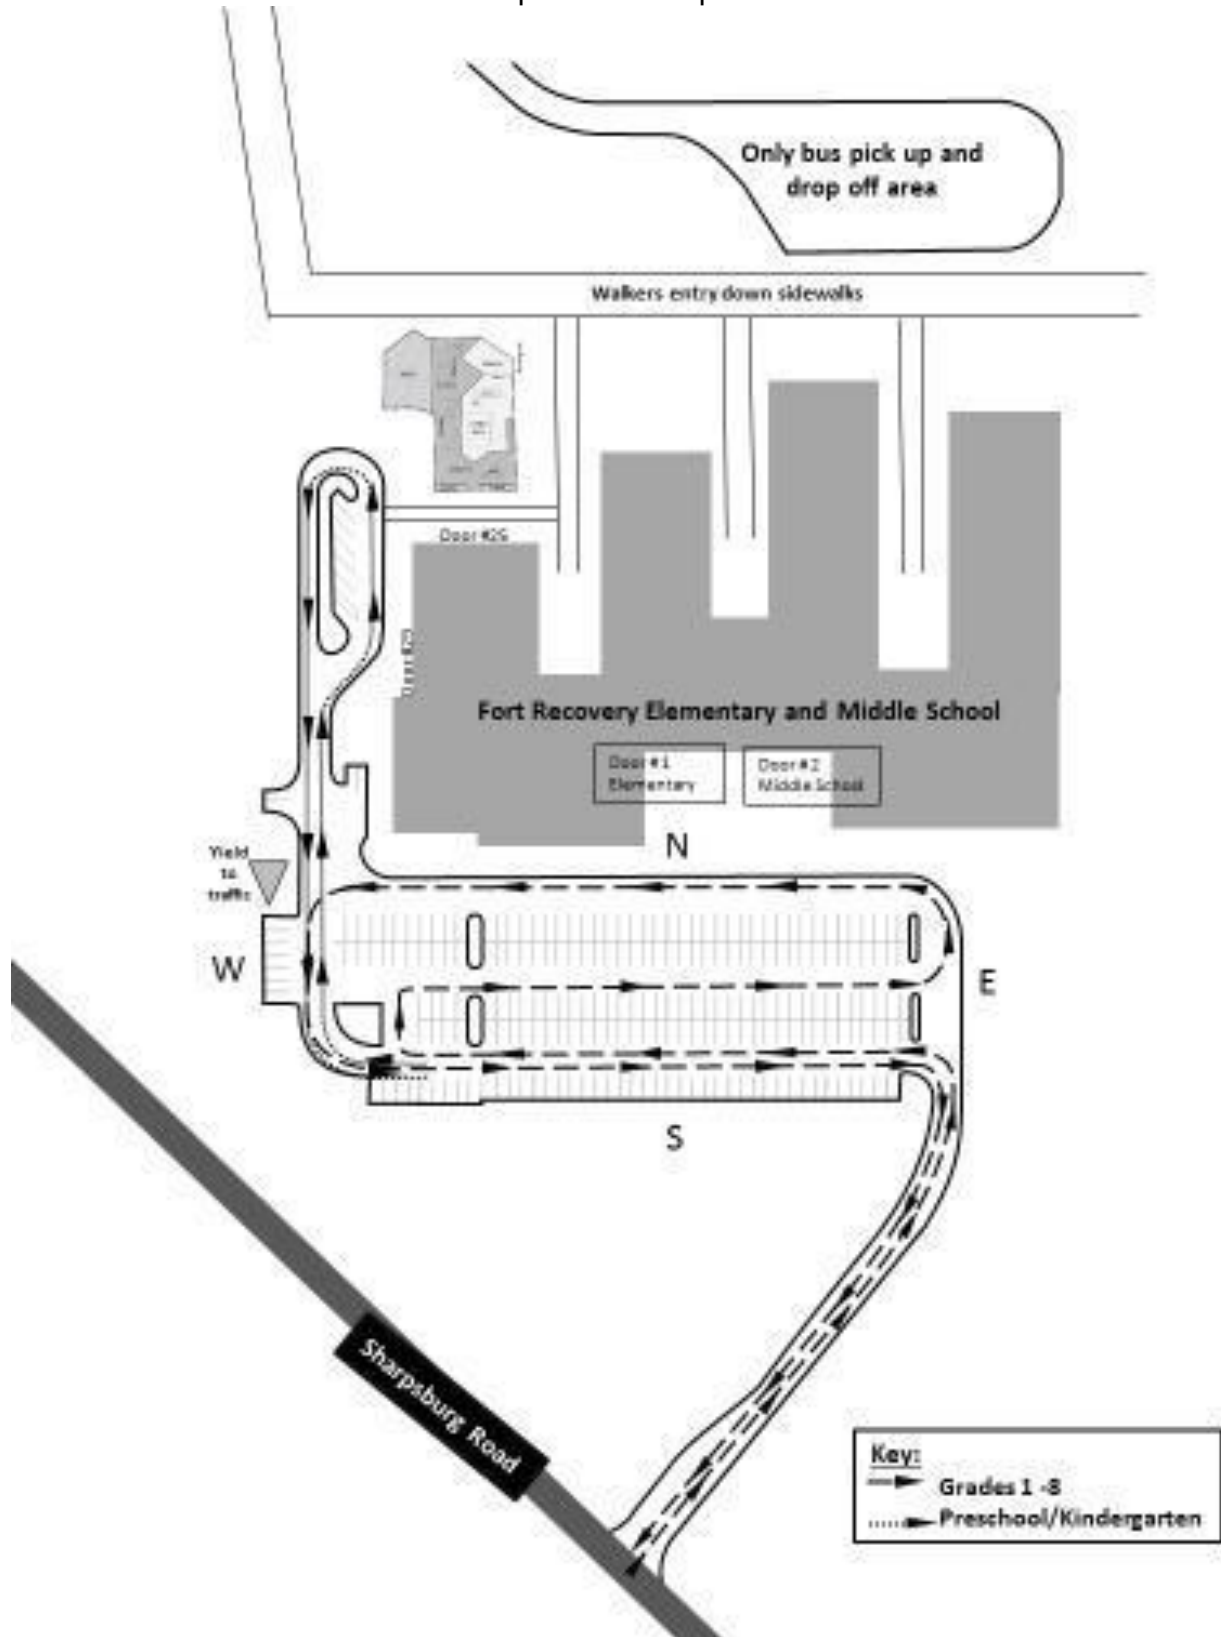 Only bus pick up and
drop off area
Walkers entry down sidewalks
Door #26
Fort Recovery Elementary and Middle School
Door #1
Elementary
Door #2
Middle School
N
Yield
to
traffic
W
E
S
Sharpsburg Road
Key:
Grades 1 -8
Preschool/Kindergarten